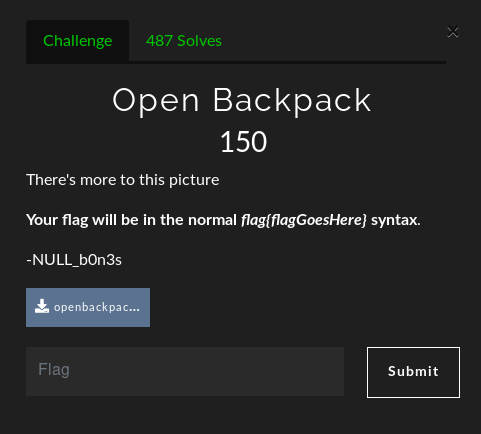 Challenge
487 Solves
×
Open Backpack
150
There's more to this picture
Your flag will be in the normal flag{flagGoesHere} syntax.
-NULL_b0n3s
openbackpac...
Flag
Submit